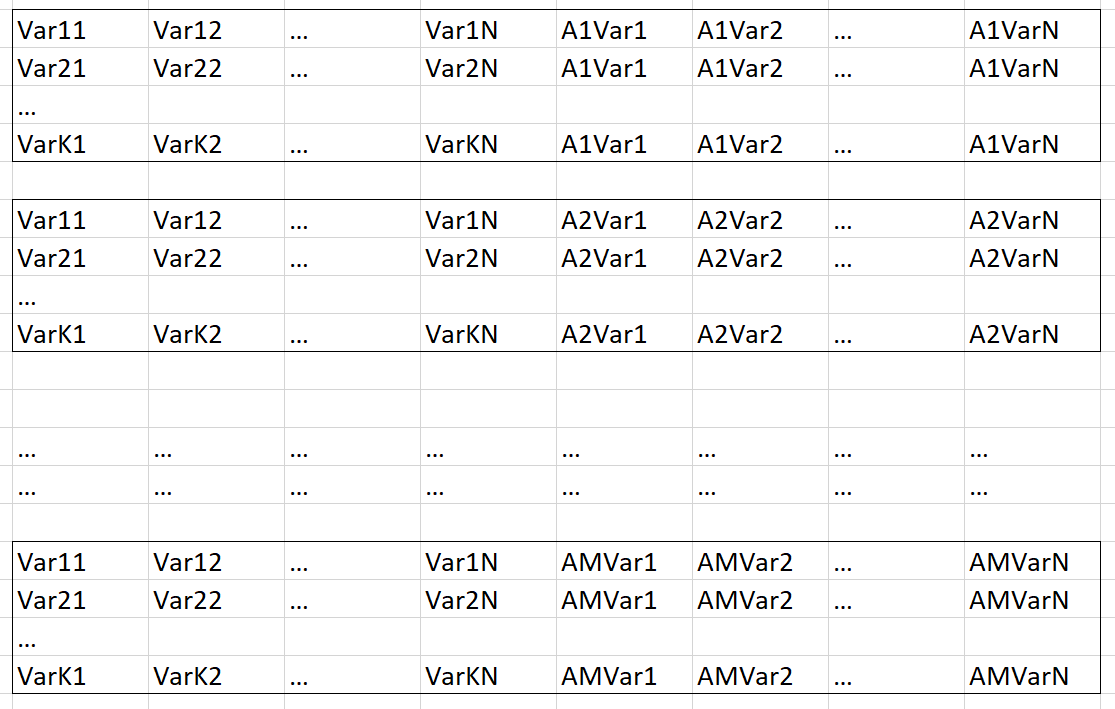 Var11 Var12 ... Var1N A1Var1 A1Var2 ... A1VarN
Var21 Var22 ... Var2N A1Var1 A1Var2 ... A1VarN
...
VarK1 VarK2 ... VarKN A1Var1 A1Var2 ... A1VarN
Var11 Var12 ... Var1N A2Var1 A2Var2 ... A2VarN
Var21 Var22 ... Var2N A2Var1 A2Var2 ... A2VarN
...
VarK1 VarK2 ... VarKN A2Var1 A2Var2 ... A2VarN
... ... ... ... ... ... ... ...
... ... ... ... ... ... ... ...
Var11 Var12 ... Var1N AMVar1 AMVar2 ... AMVarN
Var21 Var22 ... Var2N AMVar1 AMVar2 ... AMVarN
...
VarK1 VarK2 ... VarKN AMVar1 AMVar2 ... AMVarN